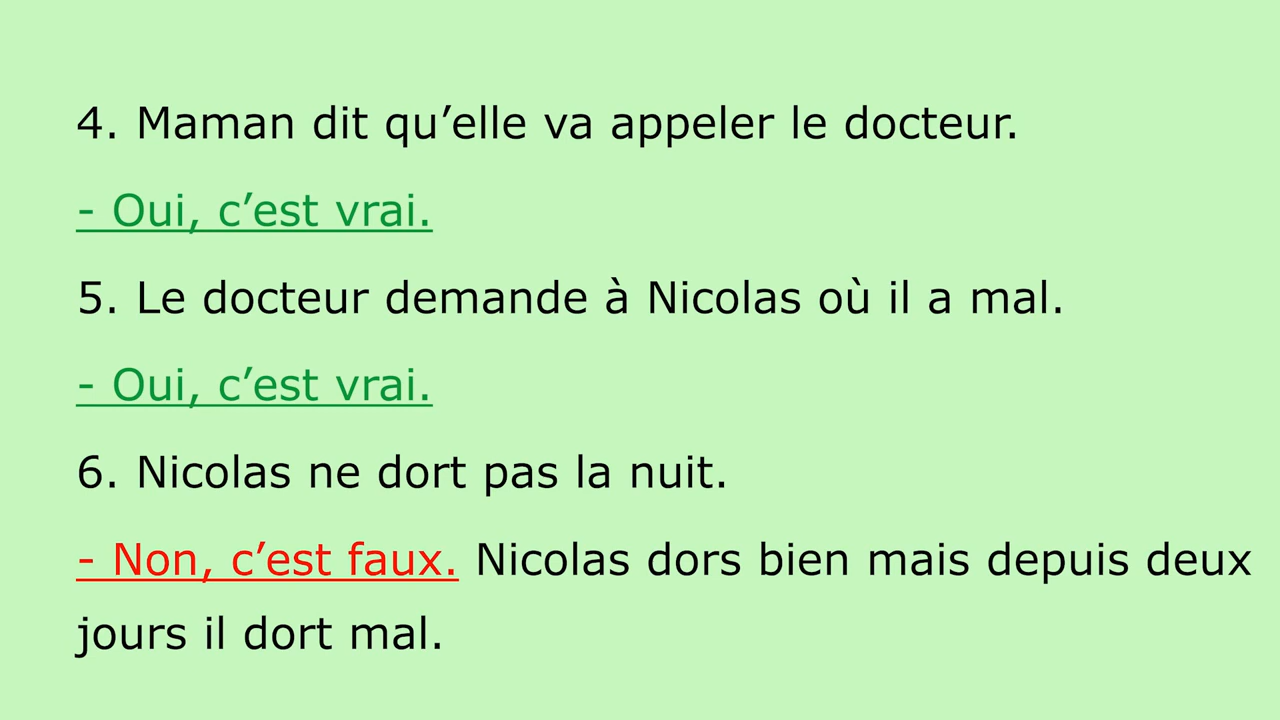 4. Maman dit qu’elle va appeler le docteur.
- Oui, c’est vrai.
5. Le docteur demande à Nicolas où il a mal.
- Oui, c’est vrai.
6. Nicolas ne dort pas la nuit.
- Non, c’est faux. Nicolas dors bien mais depuis deux
jours il dort mal.